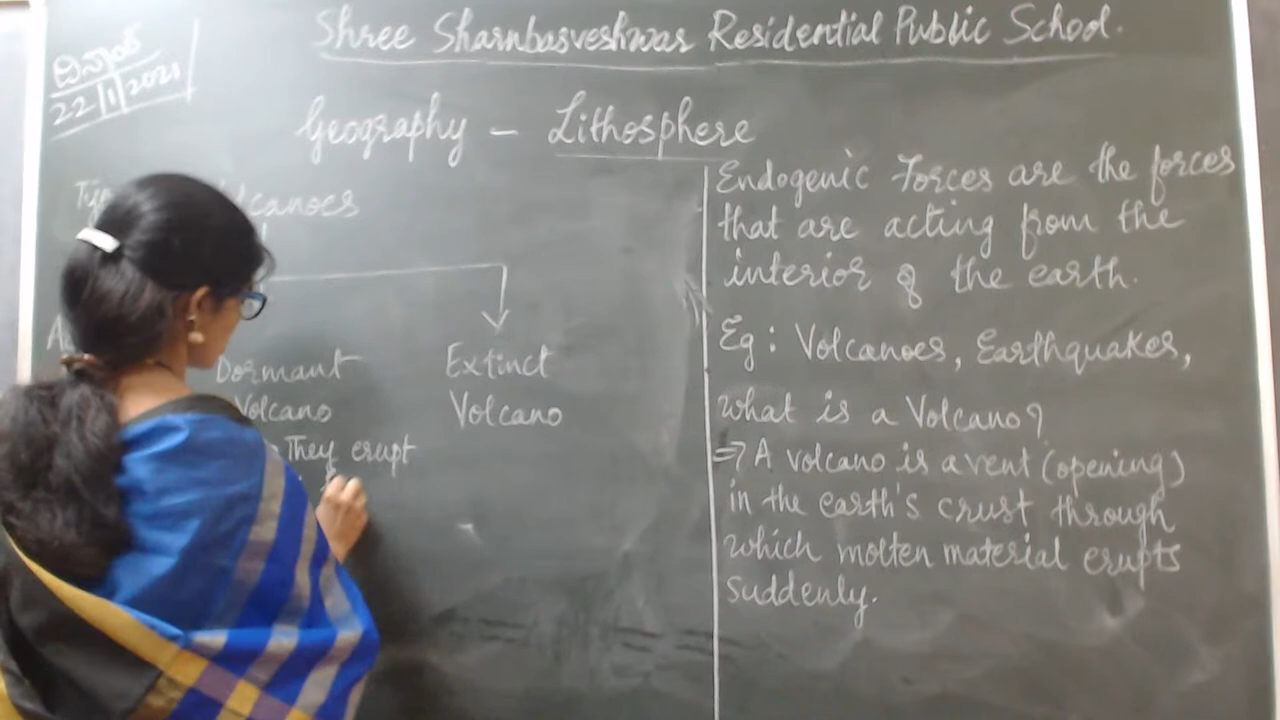 Shree Sharnbasveshwar Residential Public School.
ದಿನಾಂಕ
22/1/2021
Geography – Lithosphere
Endogenic Forces are the forces
that are acting from the
interior of the earth.
Eg: Volcanoes, Earthquakes,
what is a Volcano?
⇒ A volcano is a vent (opening)
in the earth's crust through
which molten material erupts
suddenly.
Dormant
Volcano
They erupt
Extinct
Volcano